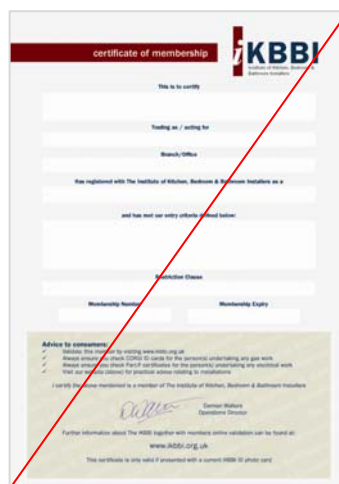 certificate of membership
iKBBI
Institute of Kitchen, Bedroom &
Bathroom Installers
This is to certify
Trading as / acting for
Branch/Office
Has registered with The Institute of Kitchen, Bedroom & Bathroom Installers as a
and has met our entry criteria defined below:
Restriction Clause
Membership Number Membership Expiry
Advice to consumers:
✓ Validate this member by visiting www.ikbbi.org.uk
✓ Always ensure you check CORGI ID cards for the person(s) undertaking any gas work
✓ Always ensure you check Part P certificates for the person(s) undertaking any electrical work
✓ Visit our website (above) for practical advice relating to installations
I certify the above mentioned is a member of The Institute of Kitchen, Bedroom & Bathroom Installers
Damian Walters
Operations Director
Further information about The iKBBI together with members online validation can be found at:
www.ikbbi.org.uk
This certificate is only valid if presented with a current iKBBI ID photo card